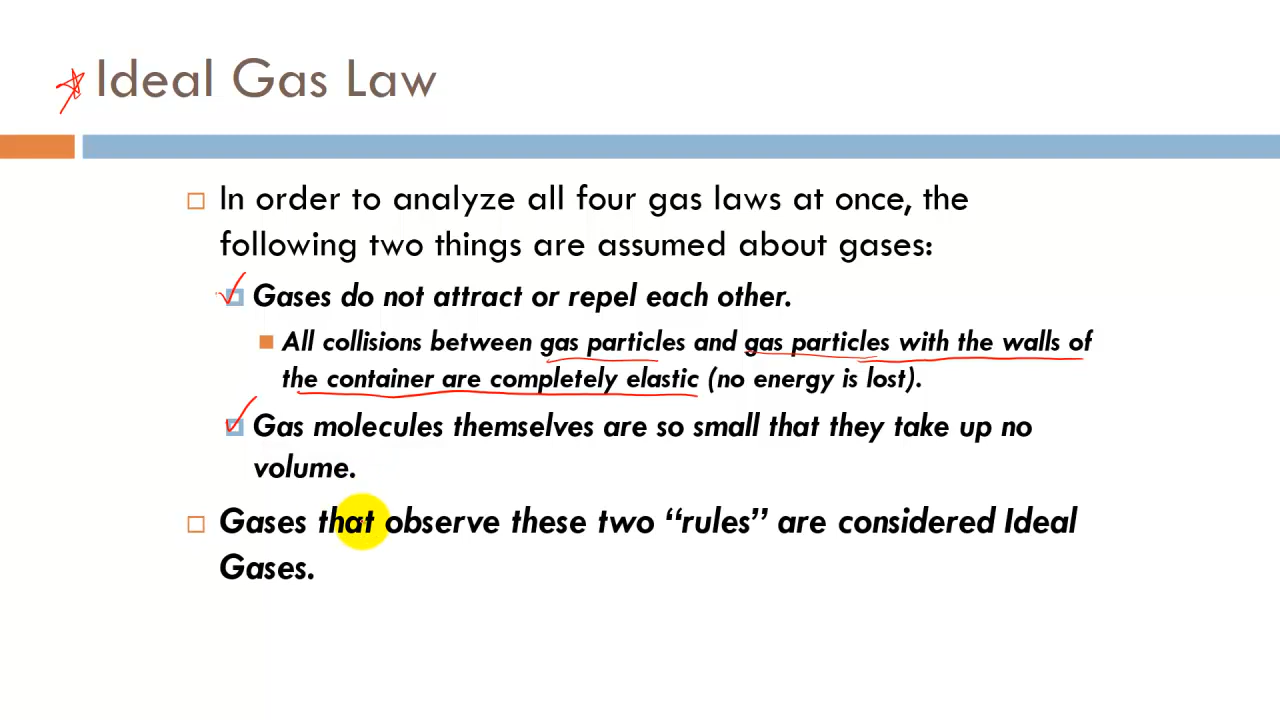 Ideal Gas Law
In order to analyze all four gas laws at once, the
following two things are assumed about gases:
Gases do not attract or repel each other.
All collisions between gas particles and gas particles with the walls of
the container are completely elastic (no energy is lost).
Gas molecules themselves are so small that they take up no
volume.
Gases that observe these two “rules” are considered Ideal
Gases.